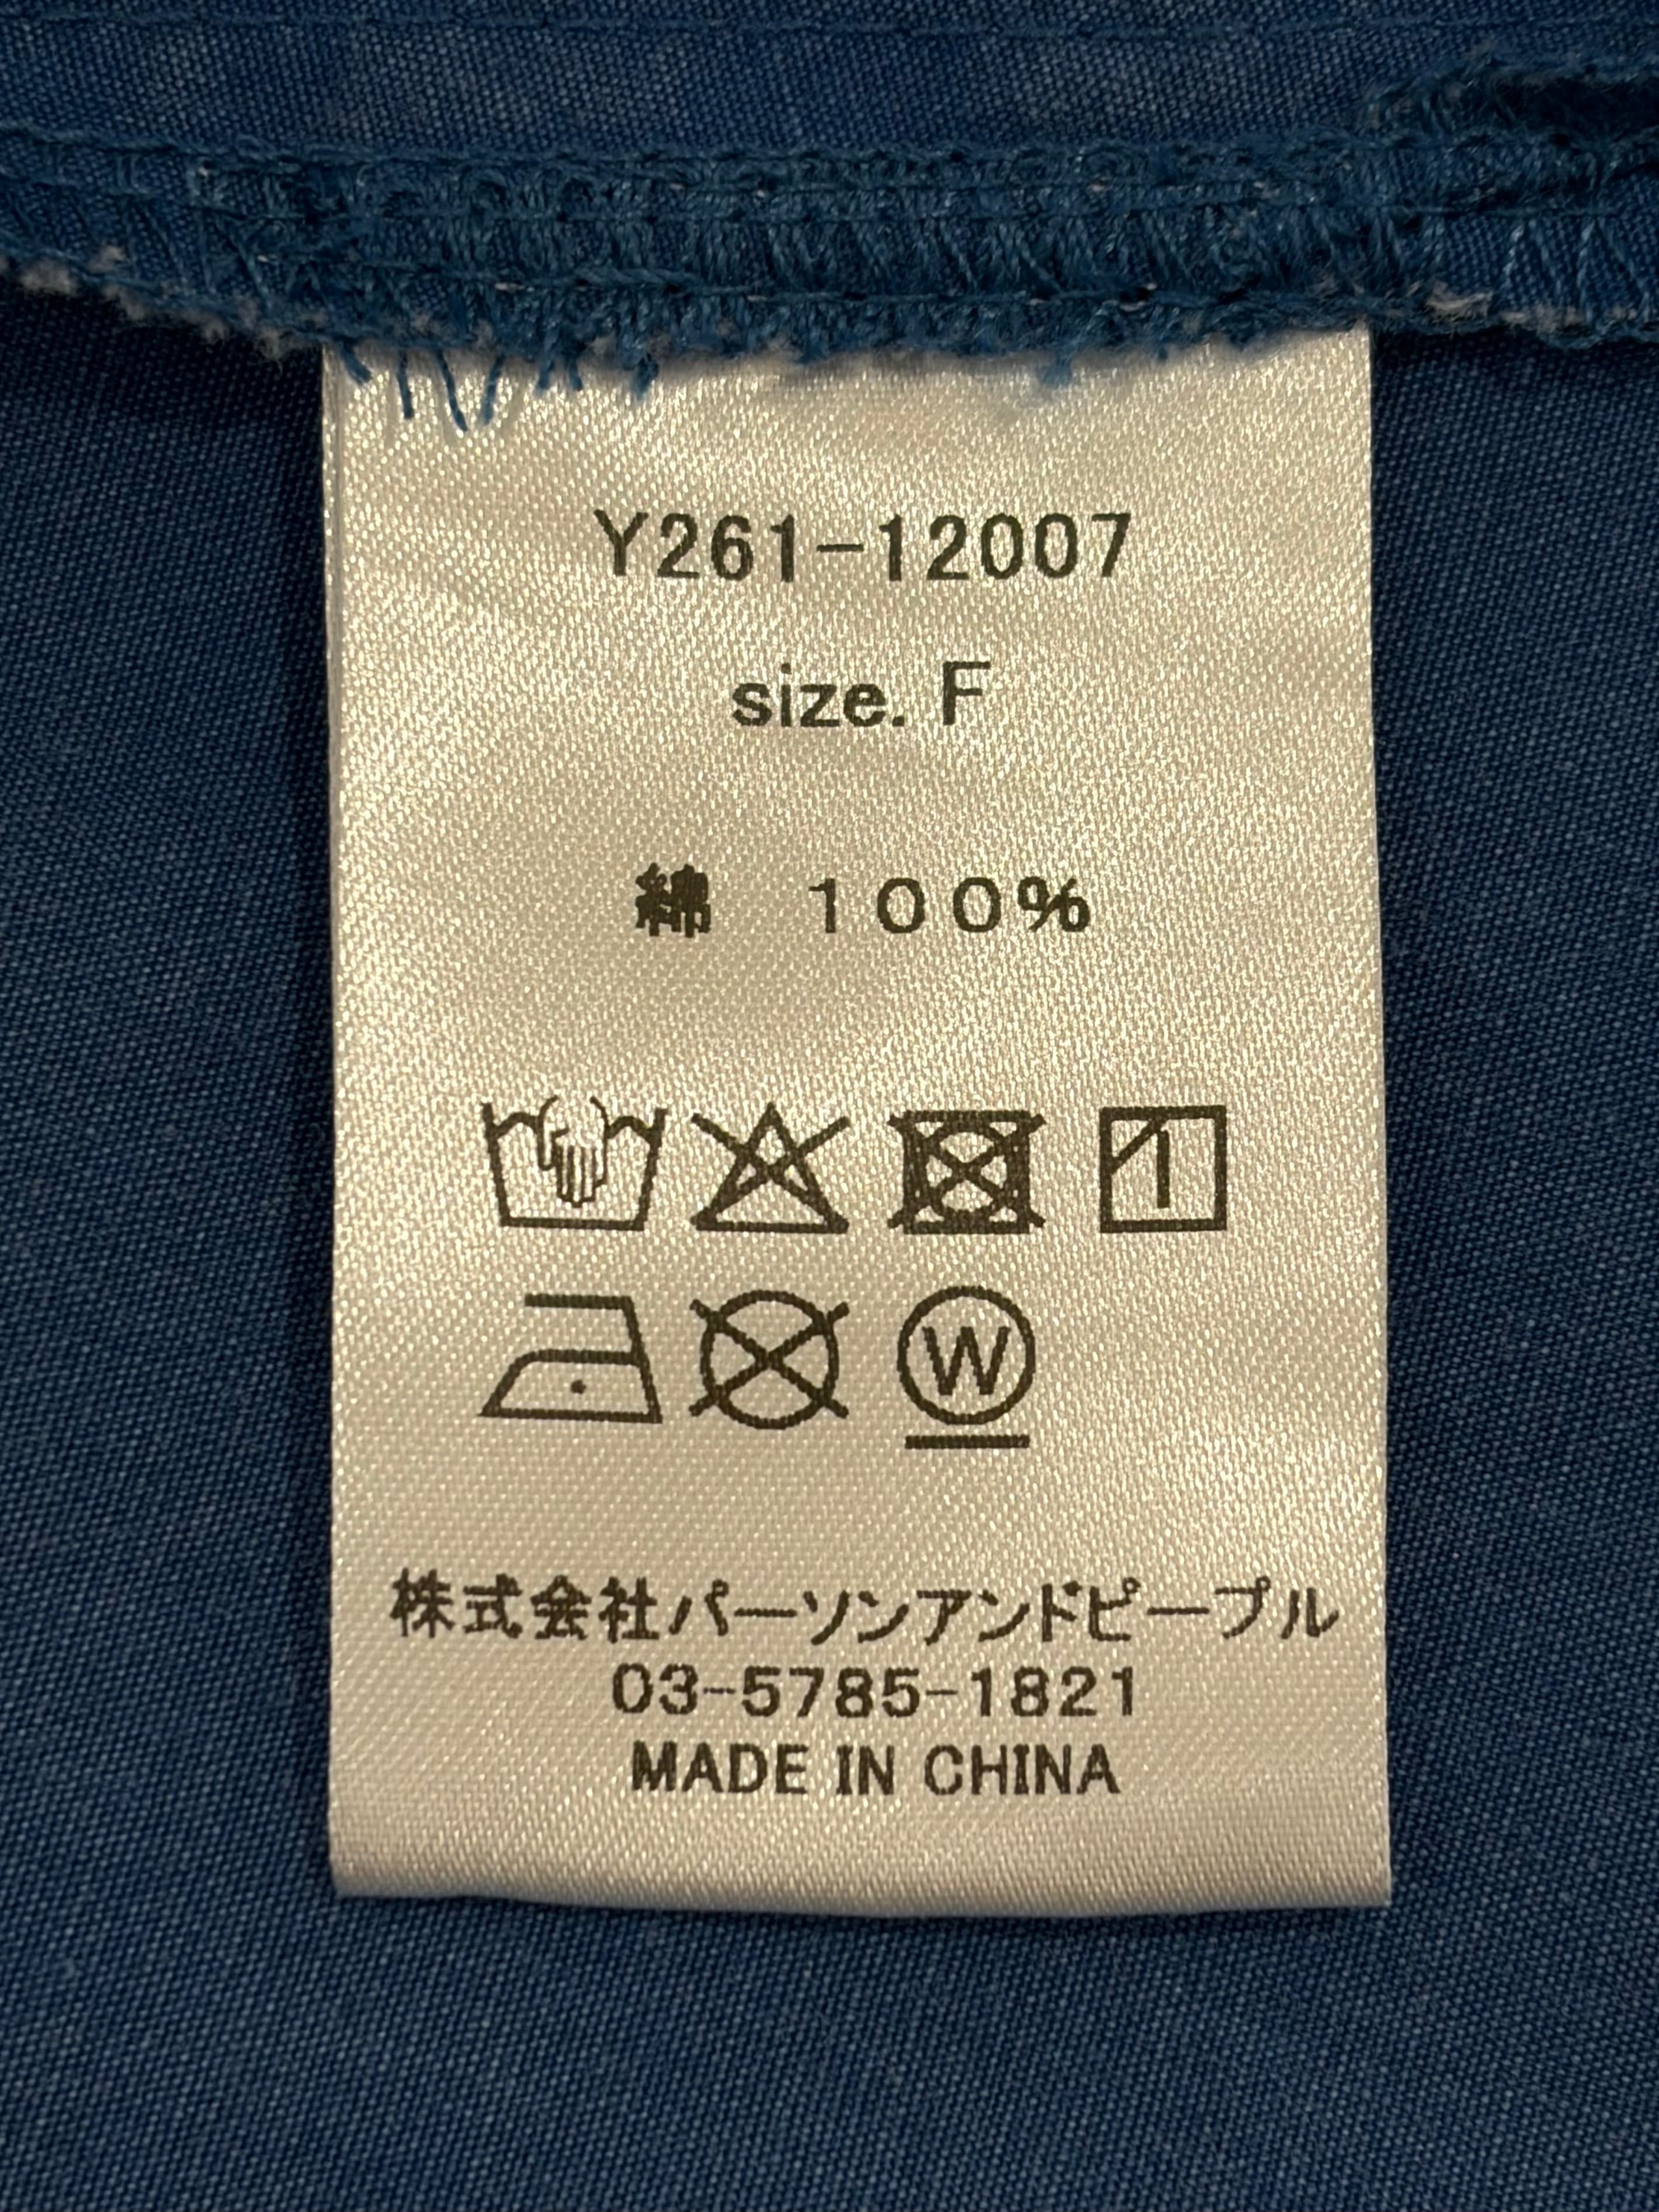 Y261-12007
size. F
綿　１００％
W
株式会社パーソンアンドピープル
03-5785-1821
MADE IN CHINA